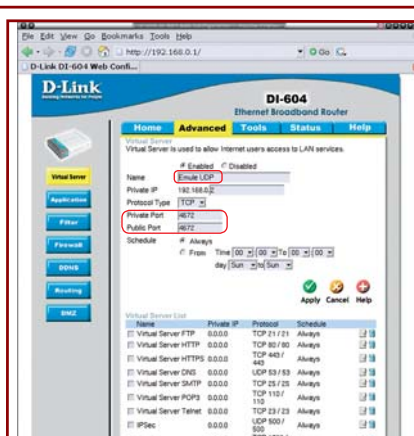 File Edit View Go Bookmarks Tools Help
http://192.168.0.1/ Go
D-Link DI-604 Web Confi...
D-Link
DI-604
Ethernet Broadband Router
Home Advanced Tools Status Help
Virtual Server
Virtual Server is used to allow Internet users access to LAN services.
Enabled Disabled
Virtual Server
Name Emule UDP
Private IP 192.168.0.2
Application
Protocol Type TCP
Private Port 4672
Filter
Public Port 4672
Schedule Always
Firewall
From Time 00 : 00 To 00 : 00
day Sun to Sun
DDNS
Routing
Apply Cancel Help
DMZ
Virtual Server List
Name Private IP Protocol Schedule
Virtual Server FTP 0.0.0.0 TCP 21 / 21 Always
Virtual Server HTTP 0.0.0.0 TCP 80 / 80 Always
Virtual Server HTTPS 0.0.0.0 TCP 443 / 443 Always
Virtual Server DNS 0.0.0.0 UDP 53 / 53 Always
Virtual Server SMTP 0.0.0.0 TCP 25 / 25 Always
Virtual Server POP3 0.0.0.0 TCP 110 / 110 Always
Virtual Server Telnet 0.0.0.0 TCP 23 / 23 Always
IPSec 0.0.0.0 UDP 500 / 500 Always